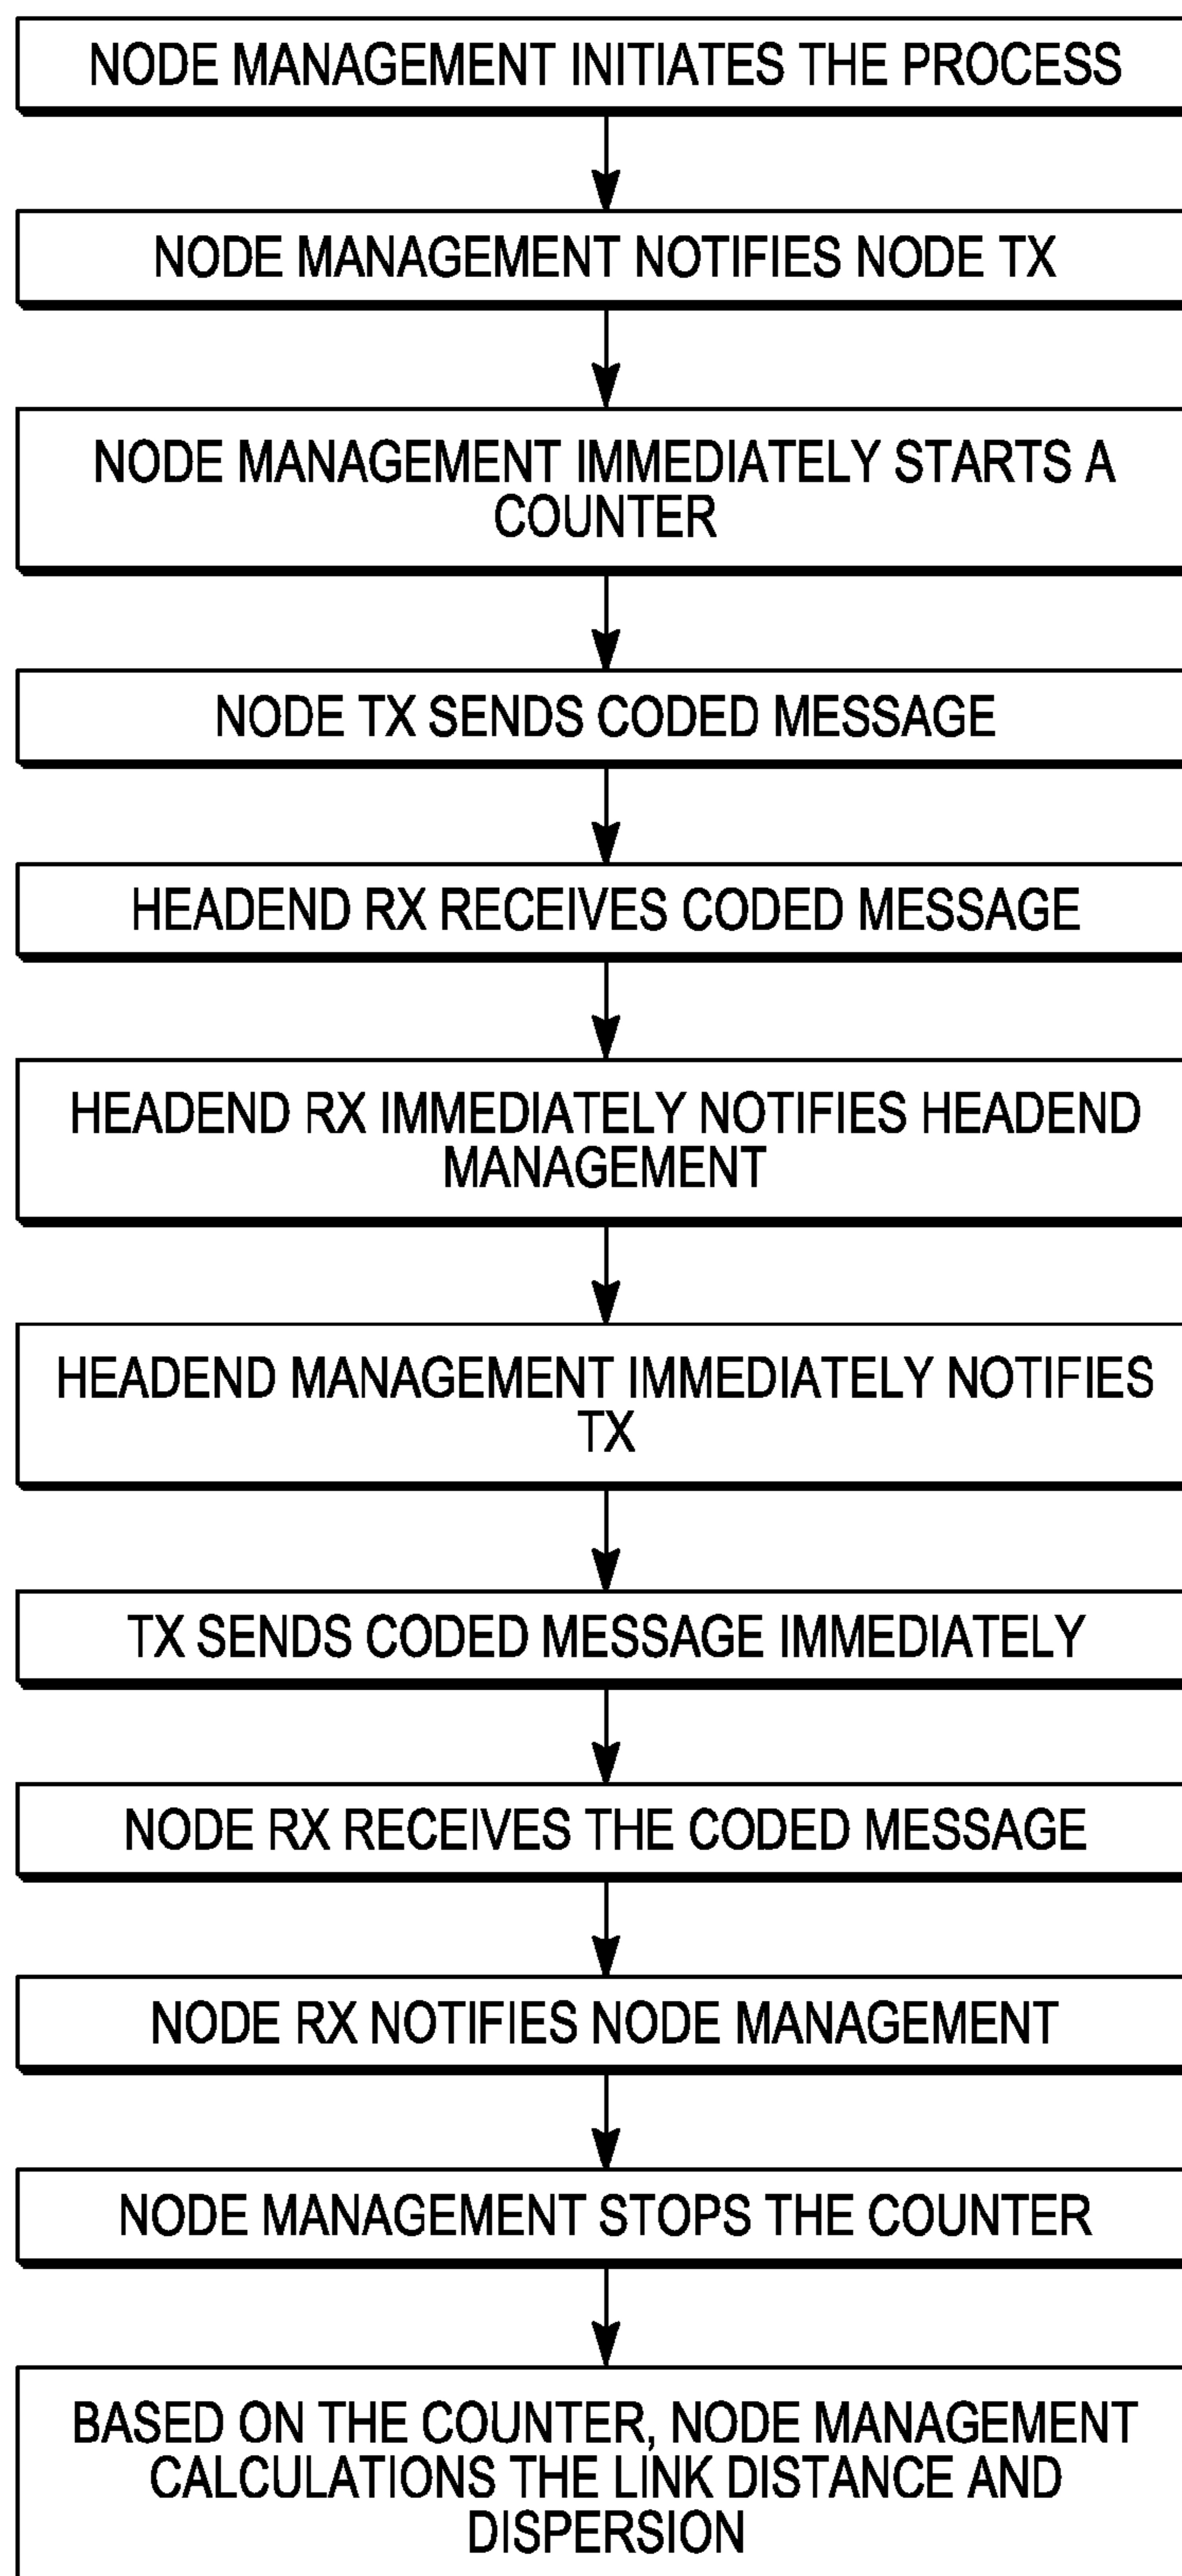 NODE MANAGEMENT INITIATES THE PROCESS
NODE MANAGEMENT NOTIFIES NODE TX
NODE MANAGEMENT IMMEDIATELY STARTS A
COUNTER
NODE TX SENDS CODED MESSAGE
HEADEND RX RECEIVES CODED MESSAGE
HEADEND RX IMMEDIATELY NOTIFIES HEADEND
MANAGEMENT
HEADEND MANAGEMENT IMMEDIATELY NOTIFIES
TX
TX SENDS CODED MESSAGE IMMEDIATELY
NODE RX RECEIVES THE CODED MESSAGE
NODE RX NOTIFIES NODE MANAGEMENT
NODE MANAGEMENT STOPS THE COUNTER
BASED ON THE COUNTER, NODE MANAGEMENT
CALCULATIONS THE LINK DISTANCE AND
DISPERSION